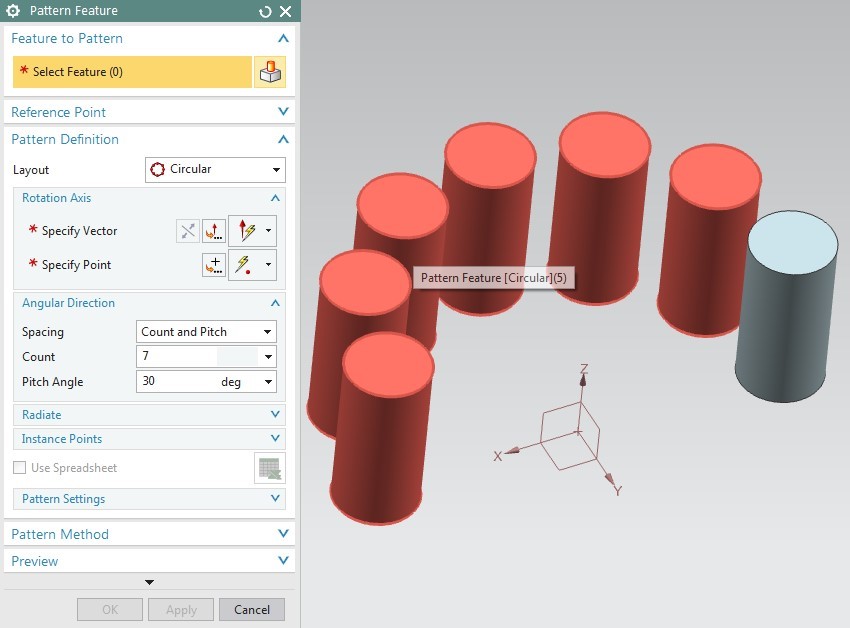 Pattern Feature
Feature to Pattern
* Select Feature (0)
Reference Point
Pattern Definition
Layout Circular
Rotation Axis
* Specify Vector
* Specify Point
Angular Direction
Spacing Count and Pitch
Count 7
Pitch Angle 30 deg
Radiate
Instance Points
Use Spreadsheet
Pattern Settings
Pattern Method
Preview
OK Apply Cancel
Pattern Feature [Circular](5)
Z
X
Y